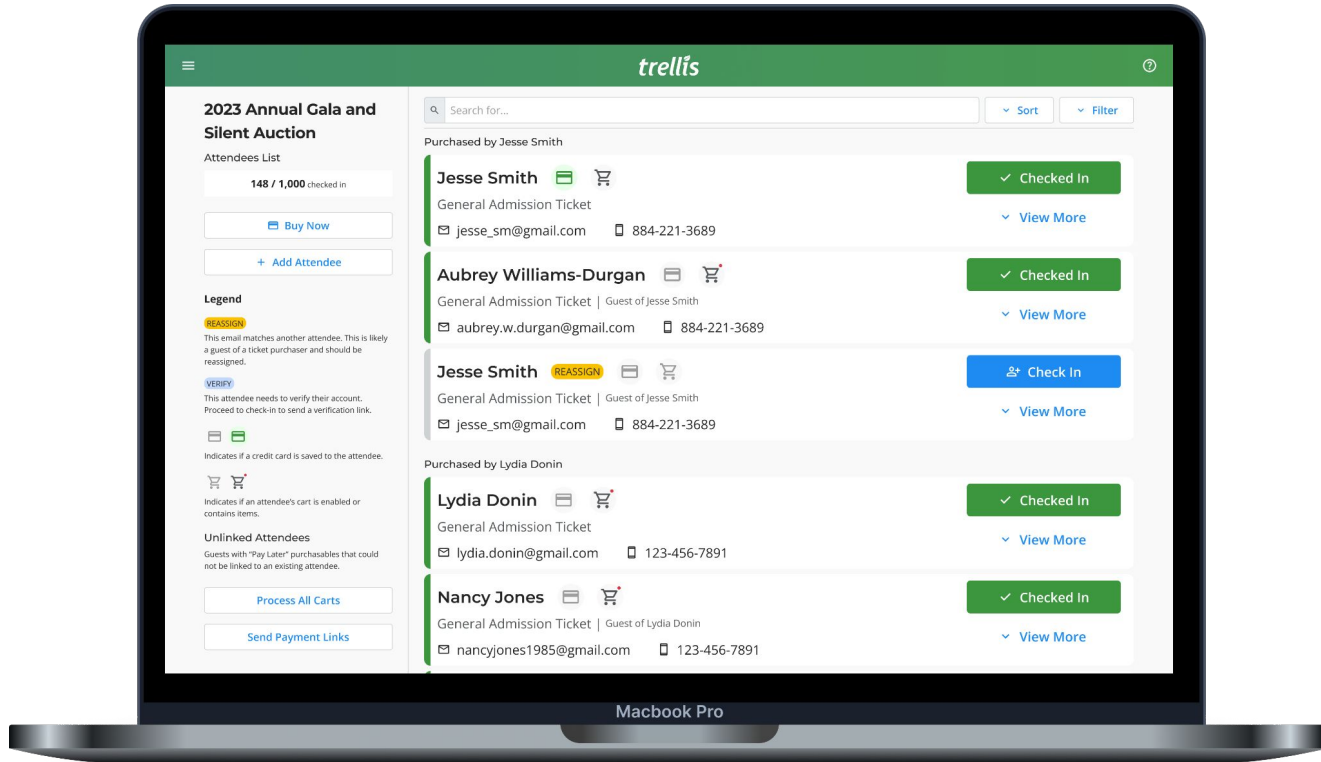 trellis
2023 Annual Gala and
Silent Auction
Attendees List
148 / 1,000 checked in
Buy Now
+ Add Attendee
Legend
REASSIGN
This email matches another attendee. This is likely
a guest of a ticket purchaser and should be
reassigned.
VERIFY
This attendee needs to verify their account.
Proceed to check-in to send a verification link.
Indicates if a credit card is saved to the attendee.
Indicates if an attendee's cart is enabled or
contains items.
Unlinked Attendees
Guests with "Pay Later" purchasables that could
not be linked to an existing attendee.
Process All Carts
Send Payment Links
Search for...
Sort
Filter
Purchased by Jesse Smith
Jesse Smith
Checked In
General Admission Ticket
View More
jesse_sm@gmail.com 884-221-3689
Aubrey Williams-Durgan
Checked In
General Admission Ticket | Guest of Jesse Smith
View More
aubrey.w.durgan@gmail.com 884-221-3689
Jesse Smith REASSIGN
Check In
General Admission Ticket | Guest of Jesse Smith
View More
jesse_sm@gmail.com 884-221-3689
Purchased by Lydia Donin
Lydia Donin
Checked In
General Admission Ticket
View More
lydia.donin@gmail.com 123-456-7891
Nancy Jones
Checked In
General Admission Ticket | Guest of Lydia Donin
View More
nancyjones1985@gmail.com 123-456-7891
Macbook Pro